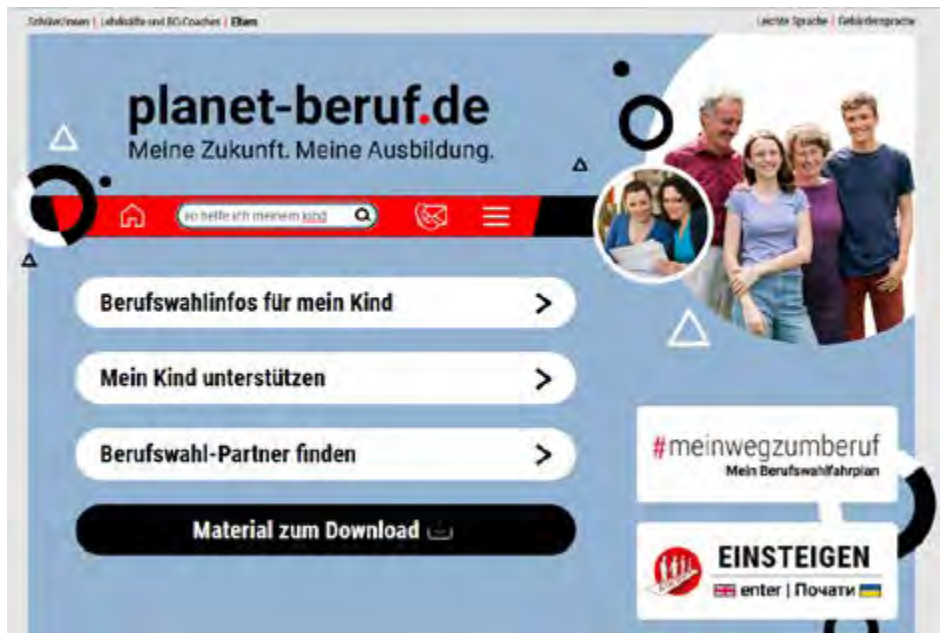 Schüler/innen | Lehrkräfte und BO-Coaches | Eltern
Leichte Sprache | Gebärdensprache
planet-beruf.de
Meine Zukunft. Meine Ausbildung.
so helfe ich meinem kind
Berufswahlinfos für mein Kind
Mein Kind unterstützen
Berufswahl-Partner finden
Material zum Download
#meinwegzumberuf
Mein Berufswahlfahrplan
EINSTEIGEN
enter | Почати